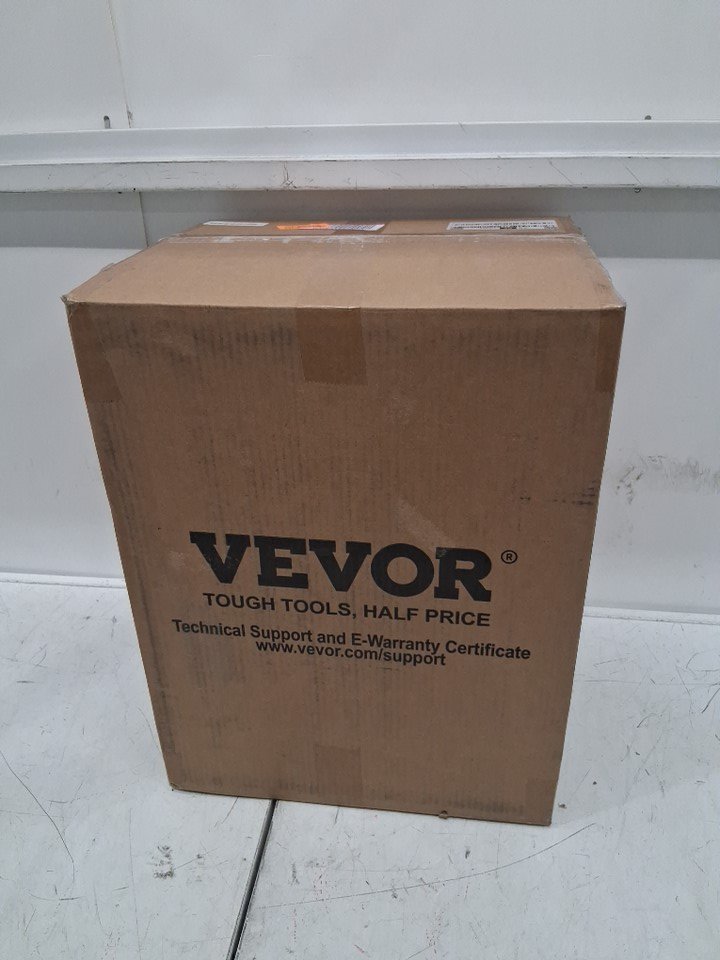 VEVOR®
TOUGH TOOLS, HALF PRICE
Technical Support and E-Warranty Certificate
www.vevor.com/support